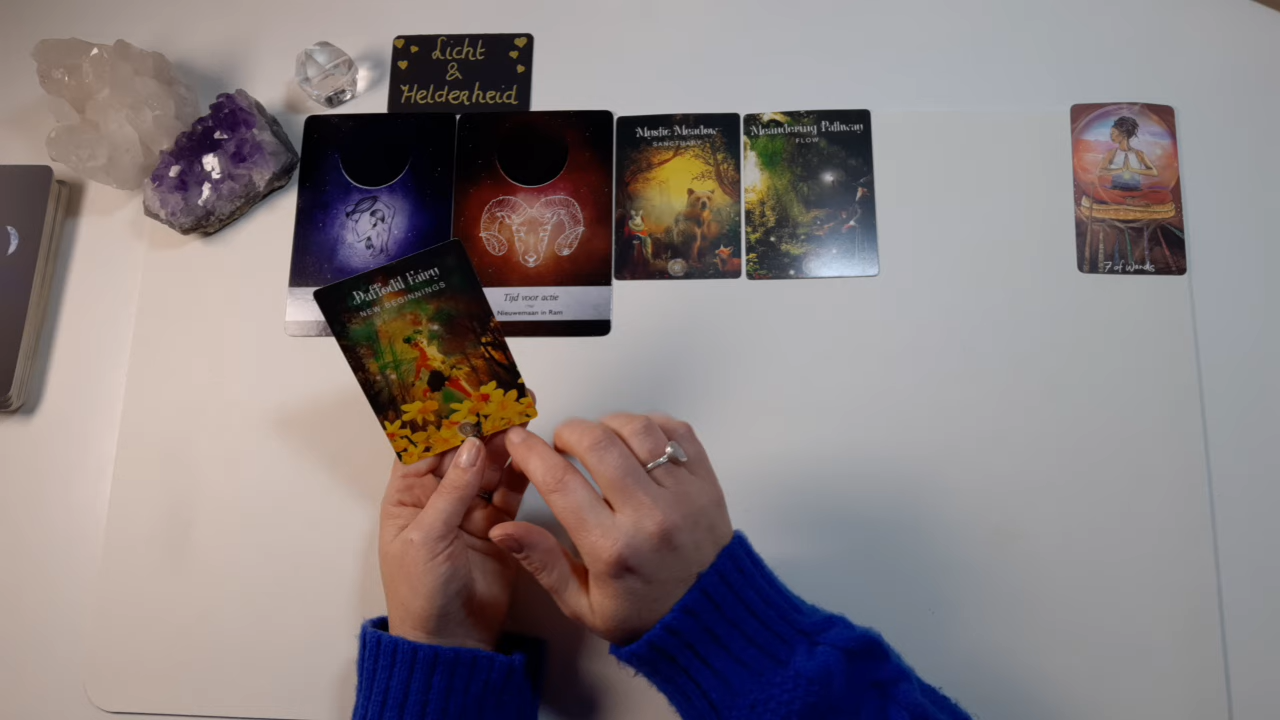 Licht
&
Helderheid
Mystic Meadow
SANCTUARY
Meandering Pathway
FLOW
7 of Wands
Daffodil Fairy
NEW BEGINNINGS
Tijd voor actie
Nieuwemaan in Ram